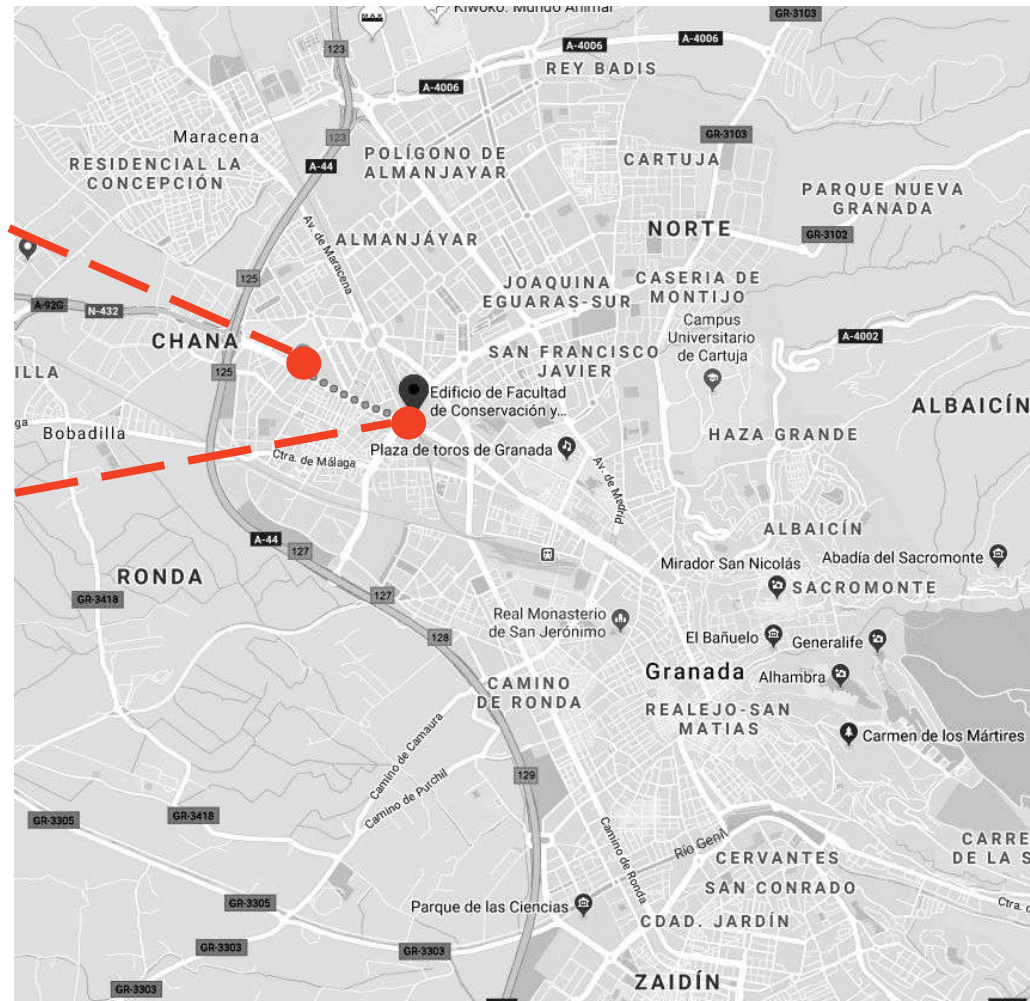 Kiwoko: Mundo Animal
MAX
GR-3103
123
A-4006
A-4006
REY BADIS
A-4006
123
GR-3103
Maracena
POLÍGONO DE
ALMANJAYAR
CARTUJA
A-44
RESIDENCIAL LA
CONCEPCIÓN
PARQUE NUEVA
GRANADA
NORTE
GR-3102
Av. de Maracena
ALMANJÁYAR
125
JOAQUINA
EGUARAS-SUR
CASERIA DE
MONTIJO
A-92G
N-432
Campus
Universitario
de Cartuja
CHANA
A-4002
SAN FRANCISCO
JAVIER
ILLA
125
Edificio de Facultad
de Conservación y...
ALBAICÍN
ga
Bobadilla
HAZA GRANDE
Plaza de toros de Granada
Ctra. de Málaga
Av. de Madrid
ALBAICÍN
A-44
127
Mirador San Nicolás
Abadía del Sacromonte
RONDA
SACROMONTE
127
GR-3418
Real Monasterio
de San Jerónimo
128
El Bañuelo
Generalife
Granada
Alhambra
CAMINO
DE RONDA
REALEJO-SAN
MATIAS
Carmen de los Mártires
Camino de Camaura
129
Camino de Purchil
GR-3305
GR-3418
Camino de Ronda
Río Genil
CARRE
DE LA S
CERVANTES
SAN CONRADO
GR-3305
Parque de las Ciencias
Ctra. d
CDAD. JARDÍN
GR-3303
GR-3303
ZAIDÍN
GR-3303